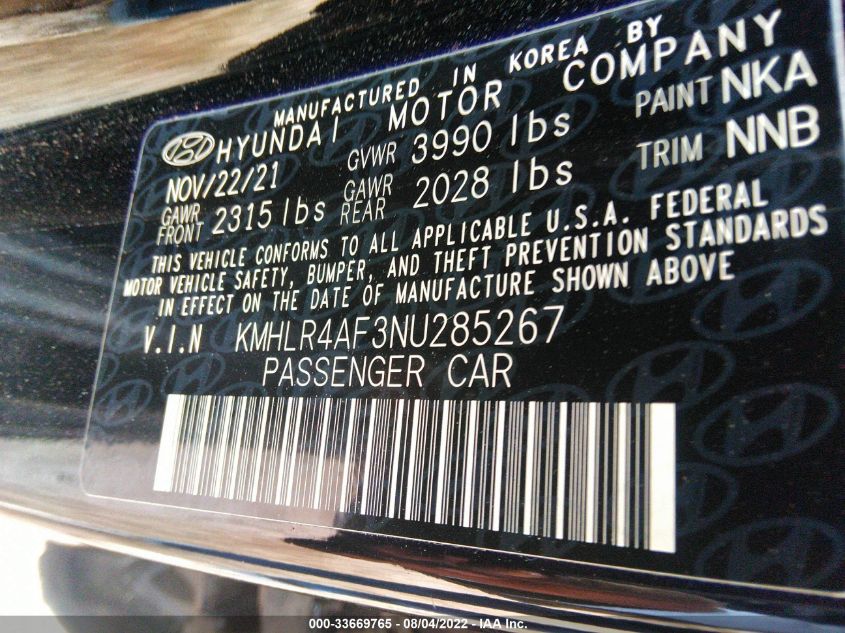 MANUFACTURED IN KOREA BY
HYUNDAI MOTOR COMPANY
NOV/22/21 GVWR 3990 lbs PAINT NKA
GAWR FRONT 2315 lbs GAWR REAR 2028 lbs TRIM NNB
THIS VEHICLE CONFORMS TO ALL APPLICABLE U.S.A. FEDERAL
MOTOR VEHICLE SAFETY, BUMPER, AND THEFT PREVENTION STANDARDS
IN EFFECT ON THE DATE OF MANUFACTURE SHOWN ABOVE
V.I.N KMHLR4AF3NU285267
PASSENGER CAR
000-33669765 - 08/04/2022 - IAA Inc.